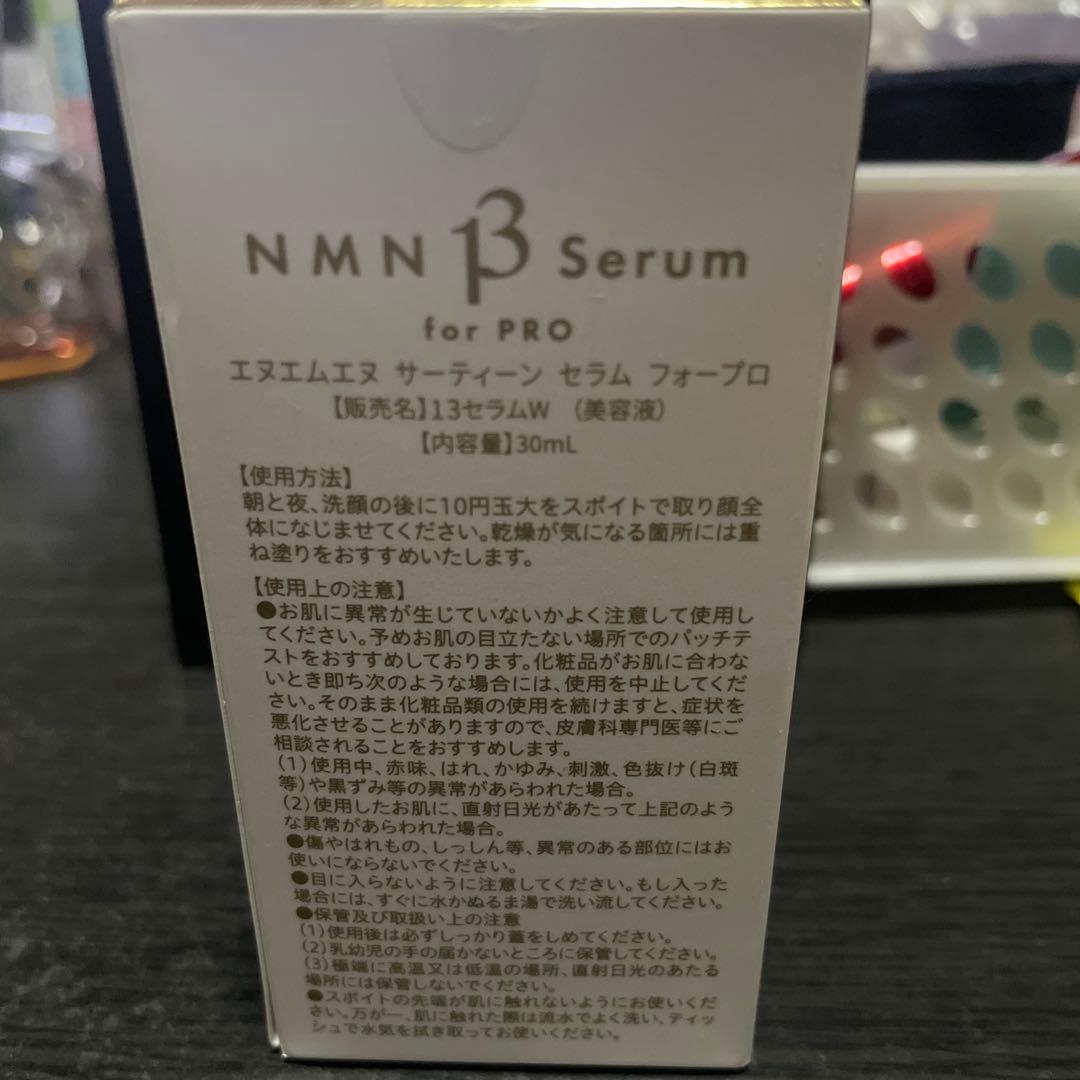 NMN 13 Serum
for PRO
エヌエムエヌ サーティーン セラム フォープロ
【販売名】13セラムW （美容液）
【内容量】30mL
【使用方法】
朝と夜、洗顔の後に10円玉大をスポイトで取り顔全
体になじませてください。乾燥が気になる箇所には重
ね塗りをおすすめいたします。
【使用上の注意】
●お肌に異常が生じていないかよく注意して使用し
てください。予めお肌の目立たない場所でのパッチテ
ストをおすすめしております。化粧品がお肌に合わな
いとき即ち次のような場合には、使用を中止してくだ
さい。そのまま化粧品類の使用を続けますと、症状を
悪化させることがありますので、皮膚科専門医等にご
相談されることをおすすめします。
(1)使用中、赤味、はれ、かゆみ、刺激、色抜け(白斑
等)や黒ずみ等の異常があらわれた場合。
(2)使用したお肌に、直射日光があたって上記のよう
な異常があらわれた場合。
●傷やはれもの、しっしん等、異常のある部位にはお
使いにならないでください。
●目に入らないように注意してください。もし入った
場合には、すぐに水かぬるま湯で洗い流してください。
●保管及び取扱い上の注意
(1)使用後は必ずしっかり蓋をしめてください。
(2)乳幼児の手の届かないところに保管してください。
(3)極端に高温又は低温の場所、直射日光のあたる
場所には保管しないでください。
●スポイトの先端が肌に触れないようにお使いくだ
さい。万が一、肌に触れた際は流水でよく洗い、ティッ
シュで水気を拭き取ってお使いください。